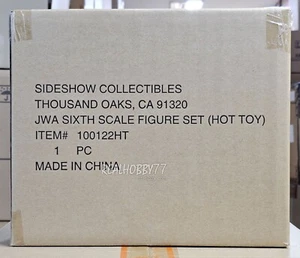 SIDESHOW COLLECTIBLES
THOUSAND OAKS, CA 91320
JWA SIXTH SCALE FIGURE SET (HOT TOY)
ITEM# 100122HT
1 PC
MADE IN CHINA
REALHOBBY77